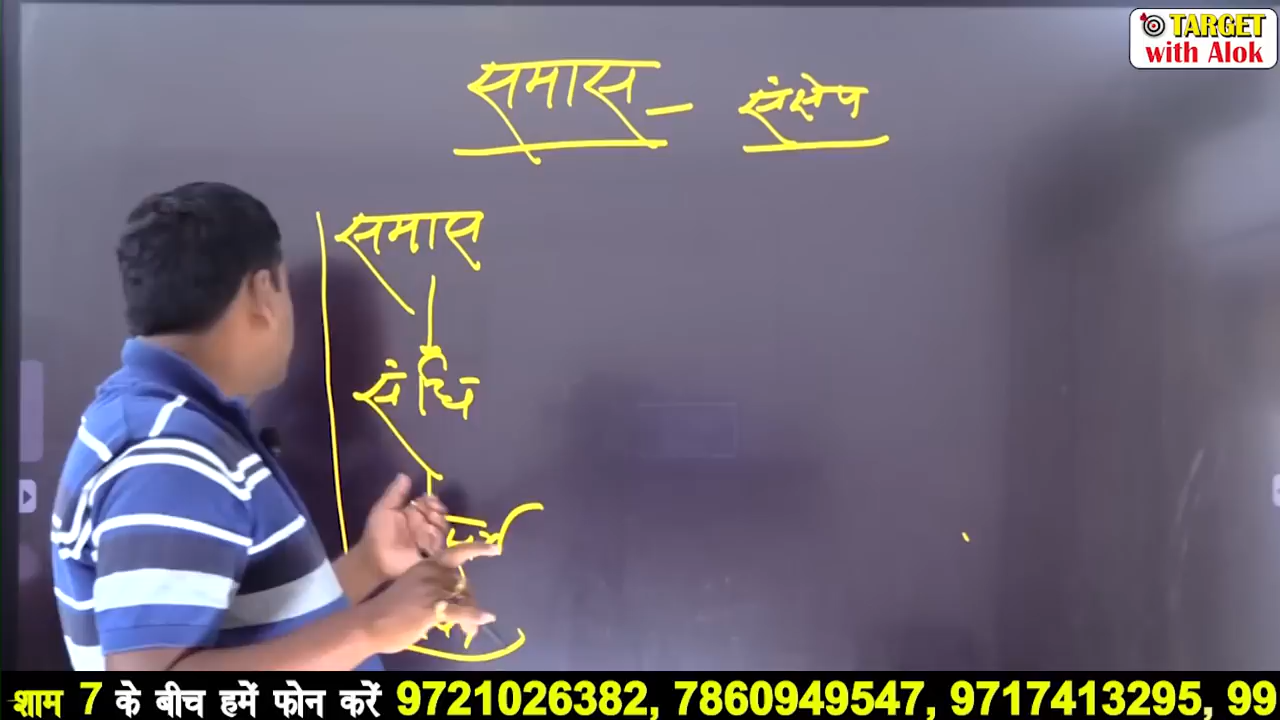 TARGET
with Alok
समास – संक्षेप
समास
संधि
शाम 7 के बीच हमें फोन करें 9721026382, 7860949547, 9717413295, 99